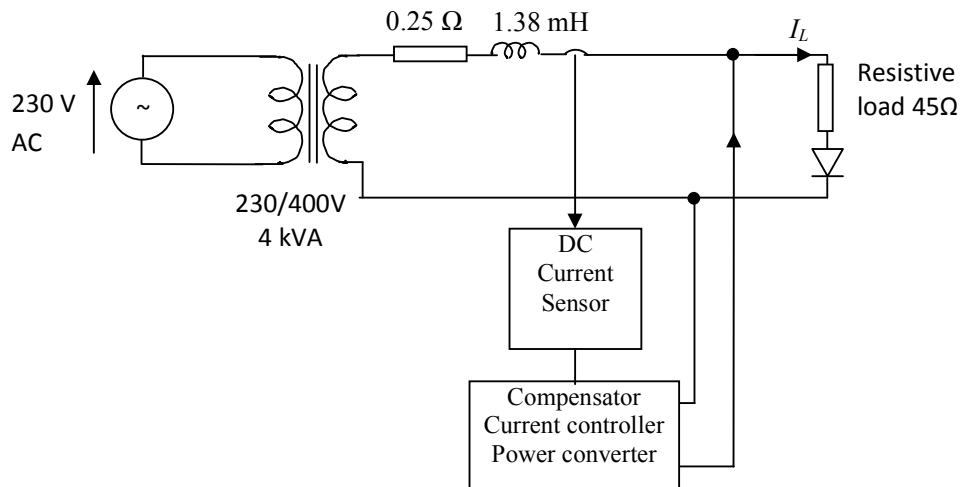 0.25 Ω
1.38 mH
I_L
230 V
AC
~
Resistive
load 45Ω
230/400V
4 kVA
DC
Current
Sensor
Compensator
Current controller
Power converter